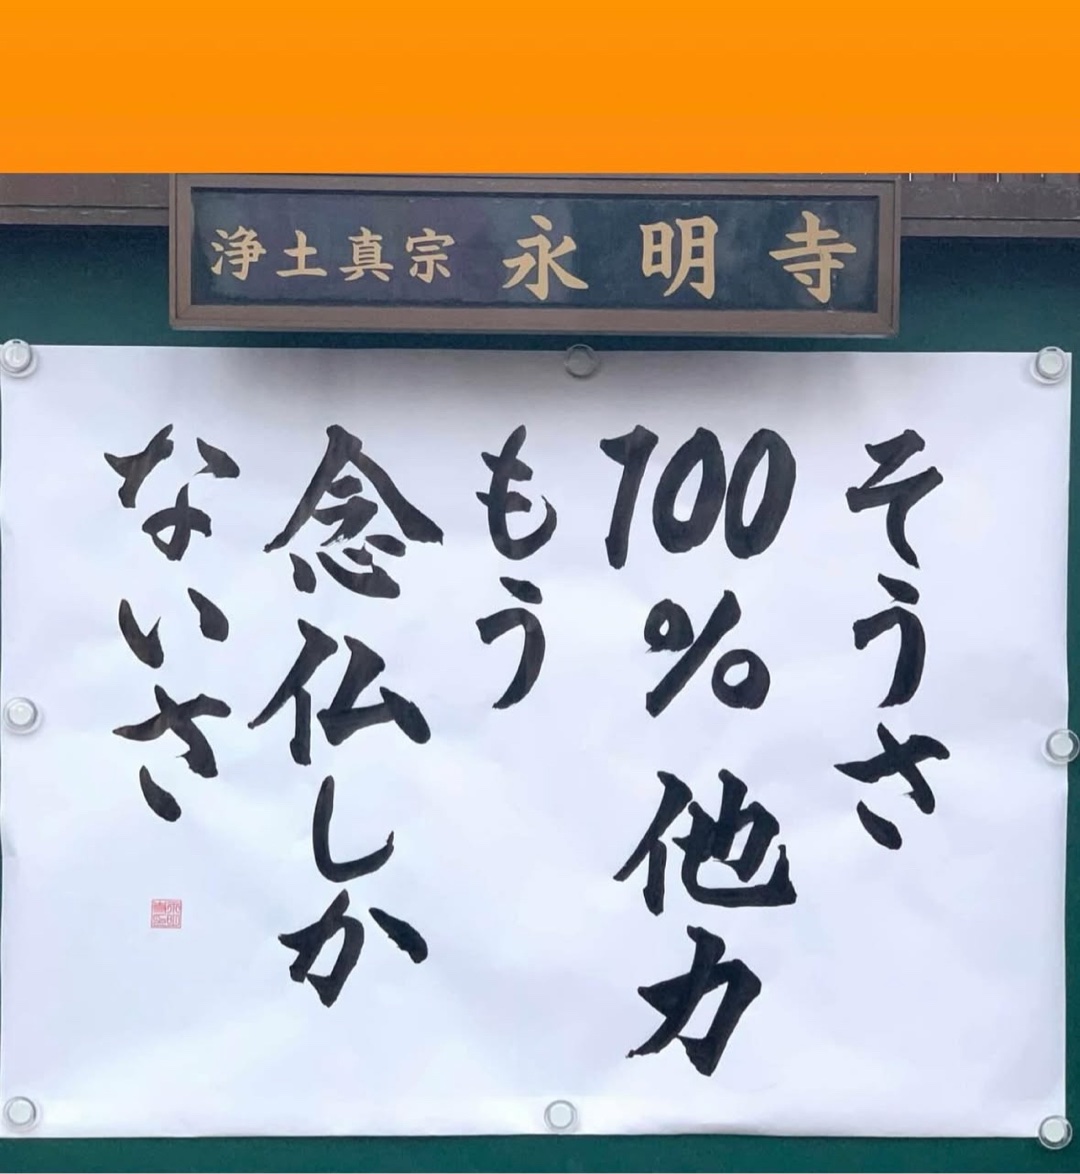 浄土真宗 永明寺
そうさ
100%他力
もう
念仏しか
ないさ